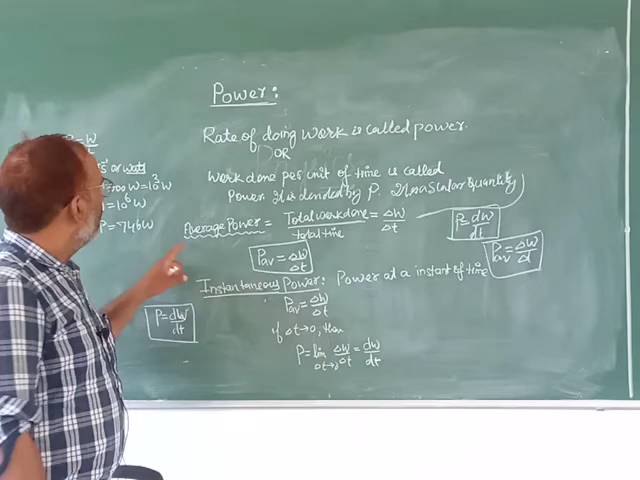 Power:
Rate of doing work is called power.
OR
Work done per unit of time is called
Power. It is denoted by P. It is a Scalar quantity
Average Power = Total work done / total time = ΔW / Δt
P = dW / dt
Pav = ΔW / Δt
Pav = ΔW / Δ
Instantaneous Power: Power at a instant of time
Pav = ΔW / Δt
if Δt→0, then
P = lim Δt→0 ΔW / Δt = dW / dt
P = dW / dt
W
or watt
W = 10³ W
= 10⁶ W
P = 746 W